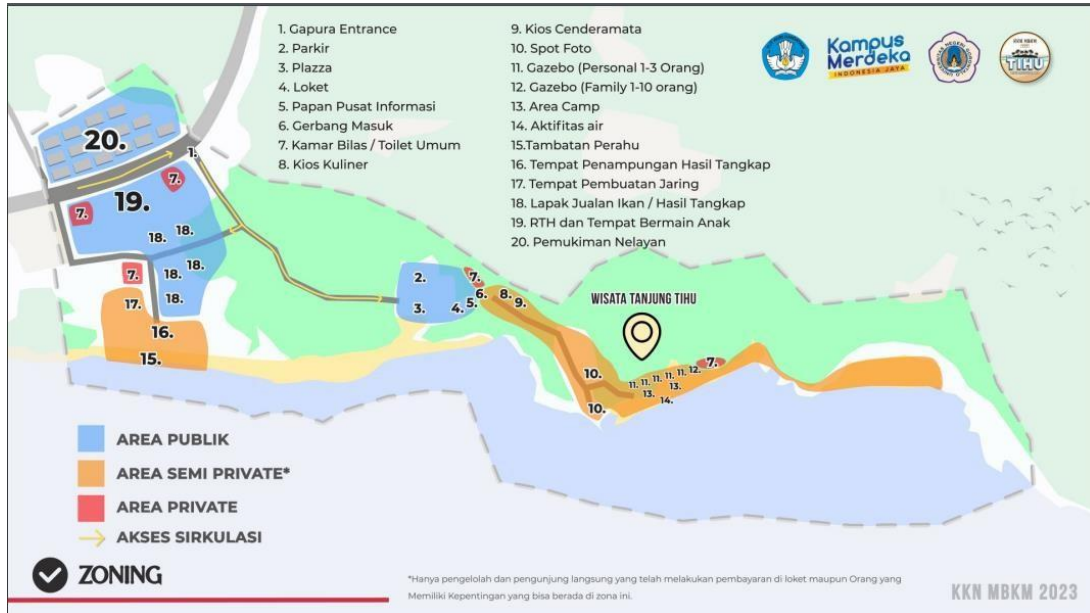 1. Gapura Entrance
2. Parkir
3. Plazza
4. Loket
5. Papan Pusat Informasi
6. Gerbang Masuk
7. Kamar Bilas / Toilet Umum
8. Kios Kuliner
9. Kios Cenderamata
10. Spot Foto
11. Gazebo (Personal 1-3 Orang)
12. Gazebo (Family 1-10 orang)
13. Area Camp
14. Aktifitas air
15.Tambatan Perahu
16. Tempat Penampungan Hasil Tangkap
17. Tempat Pembuatan Jaring
18. Lapak Jualan Ikan / Hasil Tangkap
19. RTH dan Tempat Bermain Anak
20. Pemukiman Nelayan
Kampus
Merdeka
INDONESIA JAYA
KKN MBKM
TIHU
20.
1.
7.
19.
7.
18.
18.
18.
18.
7.
18.
17.
16.
15.
2.
7.
3.
4.
5.
6.
8.
9.
WISATA TANJUNG TIHU
10.
10.
11. 11. 11. 11. 11. 12.
7.
13.
13.
14.
AREA PUBLIK
AREA SEMI PRIVATE*
AREA PRIVATE
AKSES SIRKULASI
ZONING
*Hanya pengelolah dan pengunjung langsung yang telah melakukan pembayaran di loket maupun Orang yang
Memiliki Kepentingan yang bisa berada di zona ini.
KKN MBKM 2023